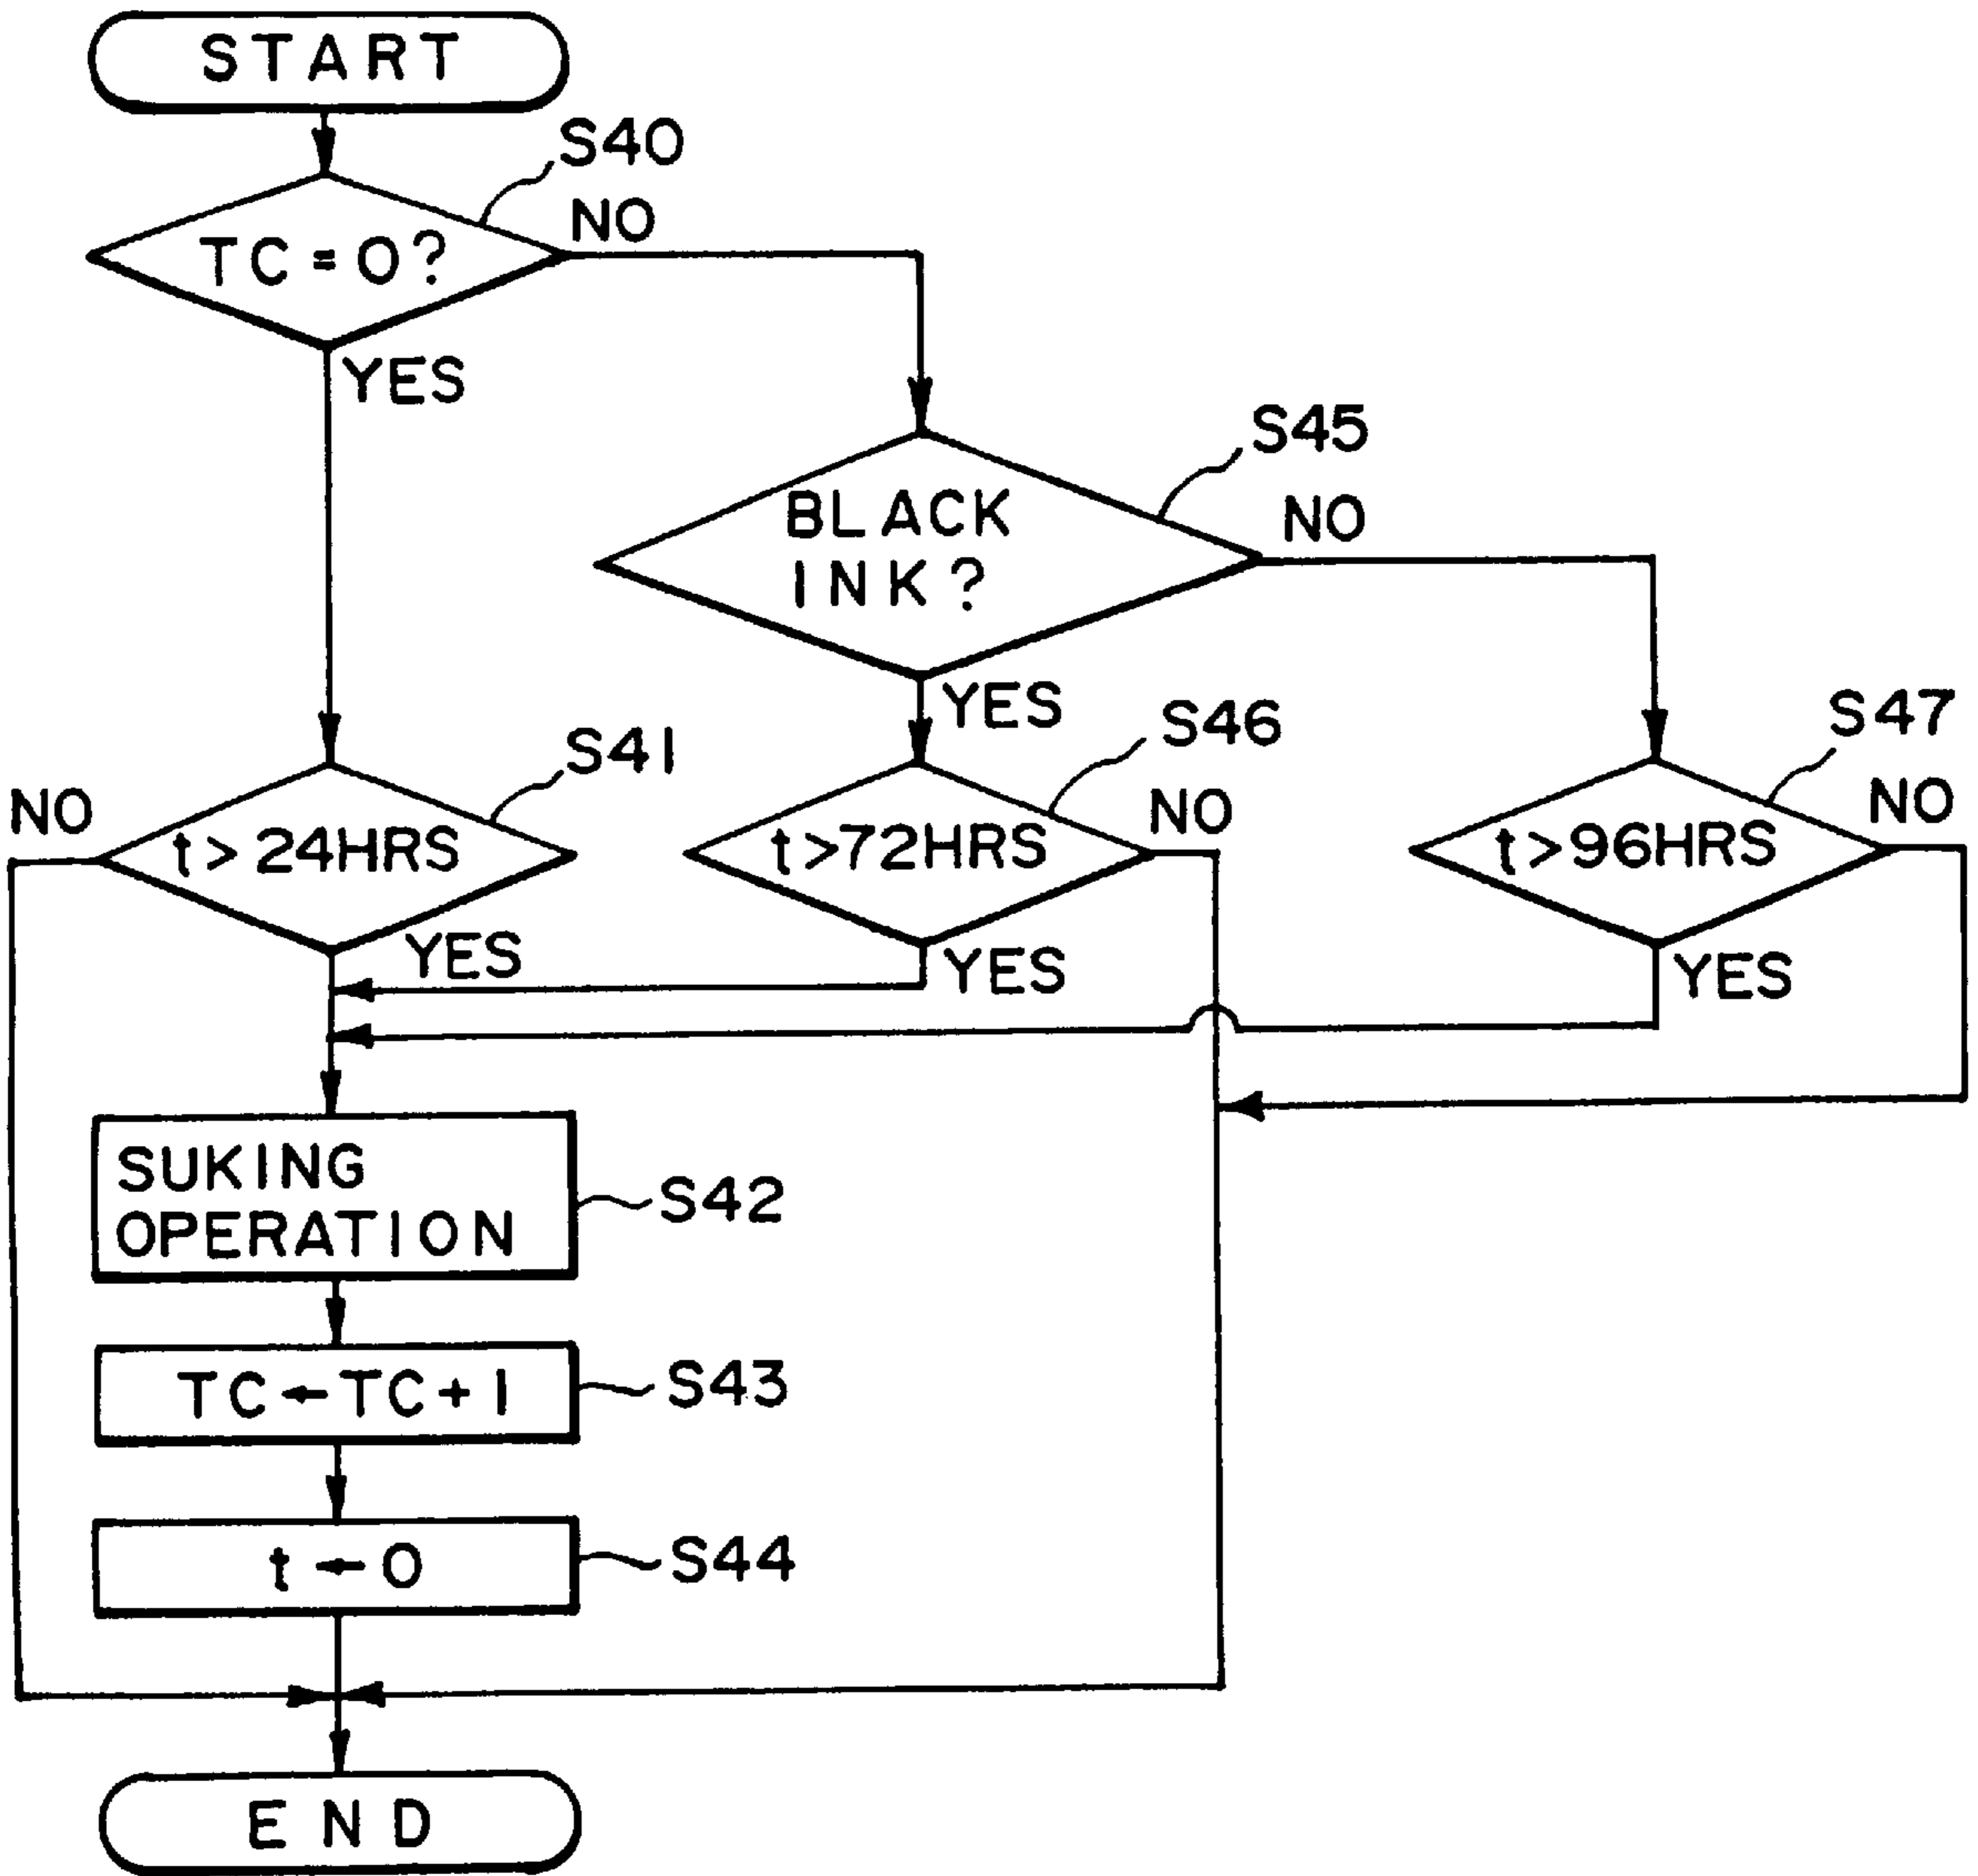 START
S40
NO
TC=0?
YES
S45
BLACK
INK?
NO
YES
S41
S46
S47
NO
t>24HRS
t>72HRS
NO
t>96HRS
NO
YES
YES
YES
SUKING
OPERATION
S42
TC←TC+1
S43
t←0
S44
END